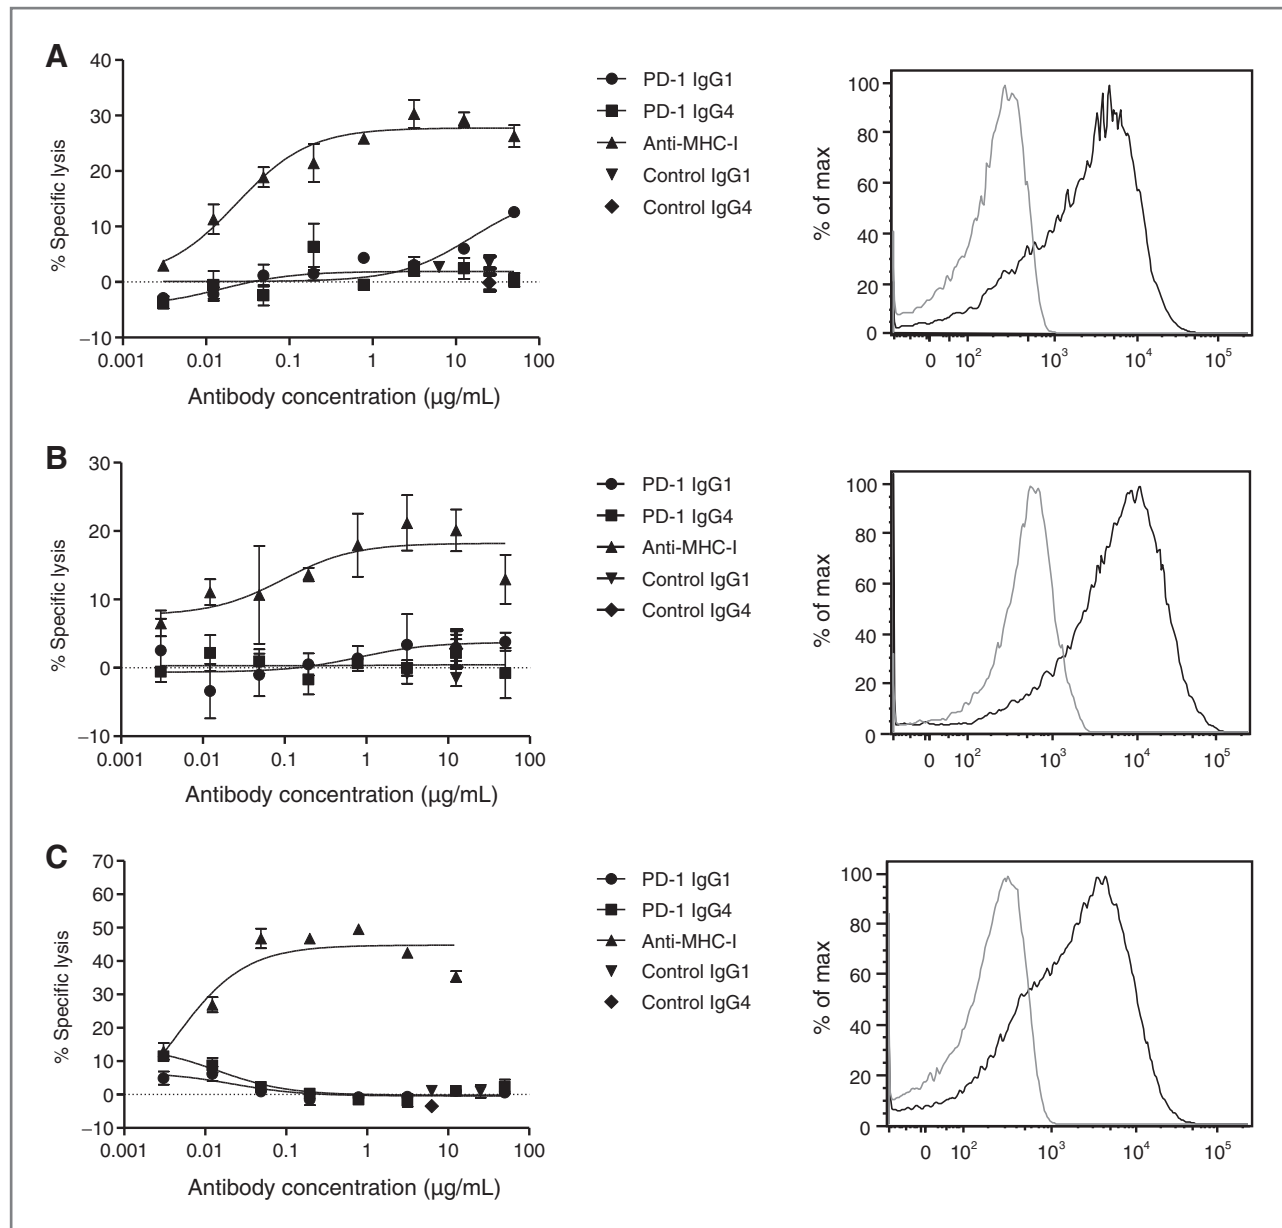 A
40
30
20
10
0
−10
% Specific lysis
0.001 0.01 0.1 1 10 100
Antibody concentration (µg/mL)
PD-1 IgG1
PD-1 IgG4
Anti-MHC-I
Control IgG1
Control IgG4
100
80
60
40
20
0
% of max
0 10² 10³ 10⁴ 10⁵
B
30
20
10
0
−10
% Specific lysis
0.001 0.01 0.1 1 10 100
Antibody concentration (µg/mL)
PD-1 IgG1
PD-1 IgG4
Anti-MHC-I
Control IgG1
Control IgG4
100
80
60
40
20
0
% of max
0 10² 10³ 10⁴ 10⁵
C
70
60
50
40
30
20
10
0
−10
% Specific lysis
0.001 0.01 0.1 1 10 100
Antibody concentration (µg/mL)
PD-1 IgG1
PD-1 IgG4
Anti-MHC-I
Control IgG1
Control IgG4
100
80
60
40
20
0
% of max
0 10² 10³ 10⁴ 10⁵